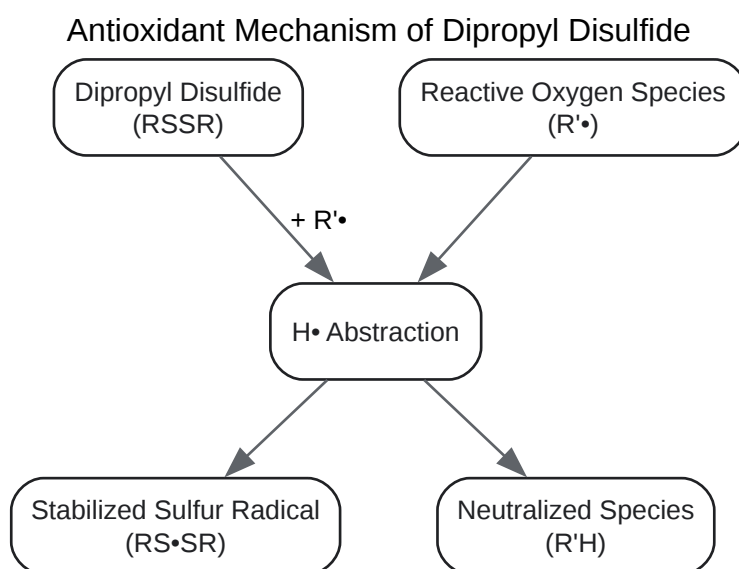 Antioxidant Mechanism of Dipropyl Disulfide
Dipropyl Disulfide
(RSSR)
Reactive Oxygen Species
(R'•)
+ R'•
H• Abstraction
Stabilized Sulfur Radical
(RS•SR)
Neutralized Species
(R'H)